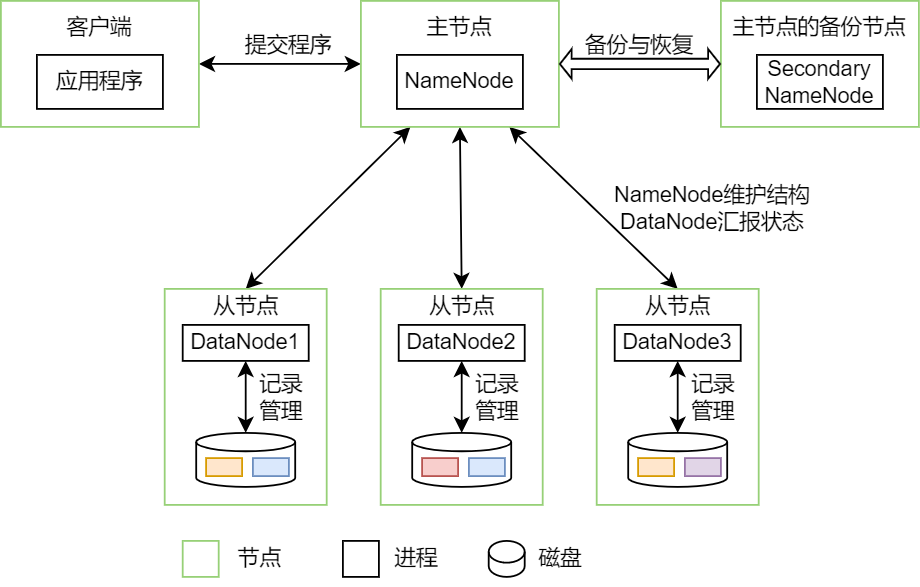 客户端
应用程序
提交程序
主节点
NameNode
备份与恢复
主节点的备份节点
Secondary
NameNode
NameNode维护结构
DataNode汇报状态
从节点
DataNode1
记录
管理
从节点
DataNode2
记录
管理
从节点
DataNode3
记录
管理
节点
进程
磁盘